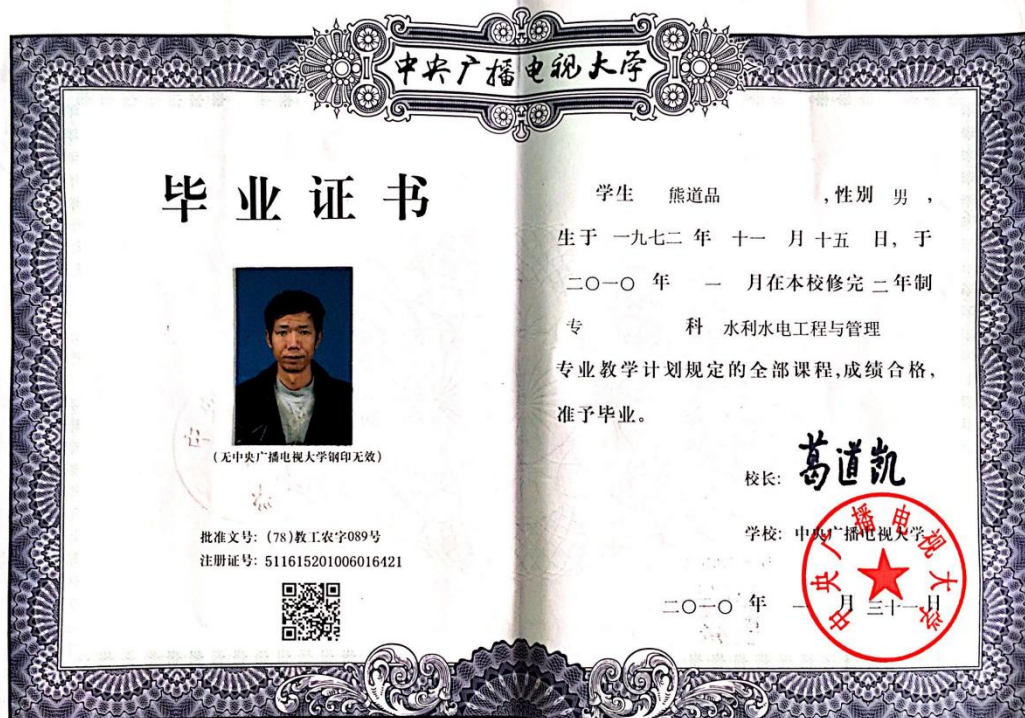 中央广播电视大学
毕业证书
(无中央广播电视大学钢印无效)
批准文号: (78)教工农字089号
注册证号: 511615201006016421
学生 熊道品 ,性别 男 ,
生于 一九七二 年 十一 月 十五 日, 于
二〇一〇 年 一 月在本校修完 二 年制
专 科 水利水电工程与管理
专业教学计划规定的全部课程,成绩合格,
准予毕业。
校长: 葛道凯
学校: 中央广播电视大学
二〇一〇 年 一 月 三十一 日
中央广播电视大学